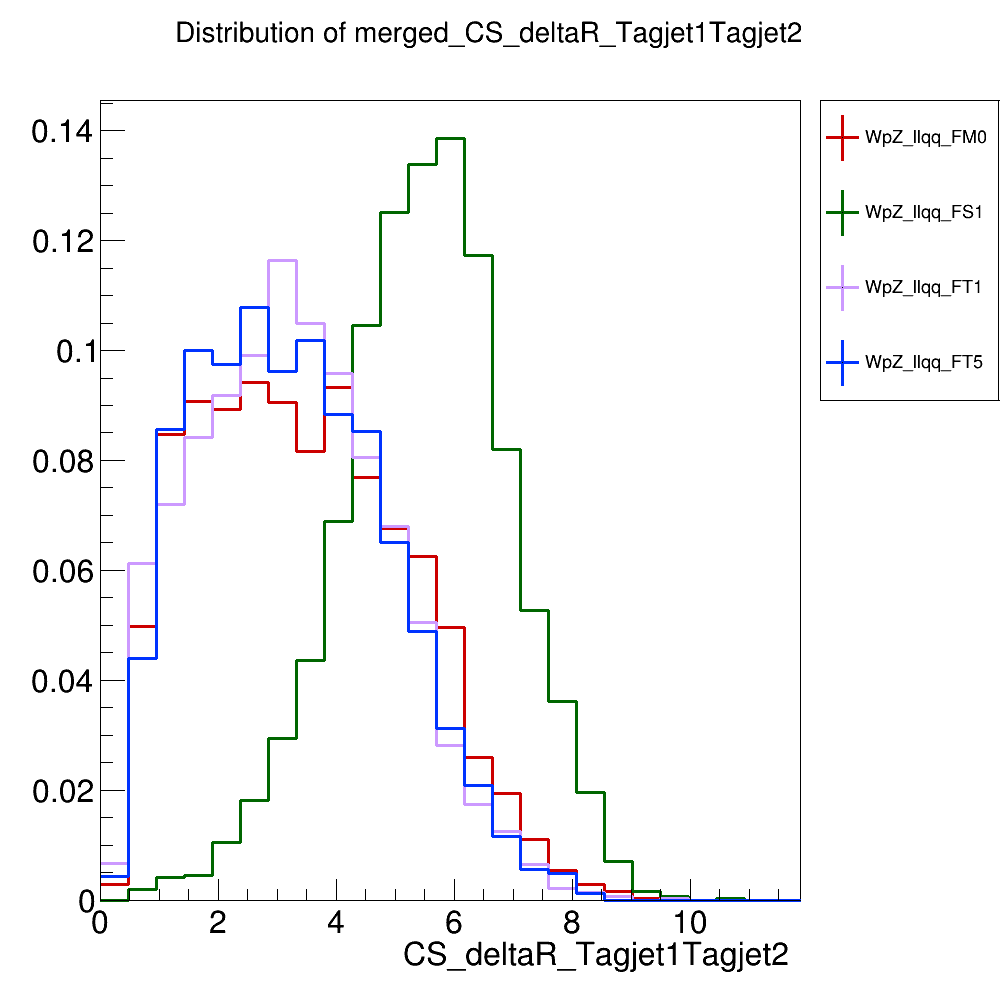 Distribution of merged_CS_deltaR_Tagjet1Tagjet2
0.14
0.12
0.1
0.08
0.06
0.04
0.02
0
0 2 4 6 8 10
CS_deltaR_Tagjet1Tagjet2
WpZ_llqq_FM0
WpZ_llqq_FS1
WpZ_llqq_FT1
WpZ_llqq_FT5